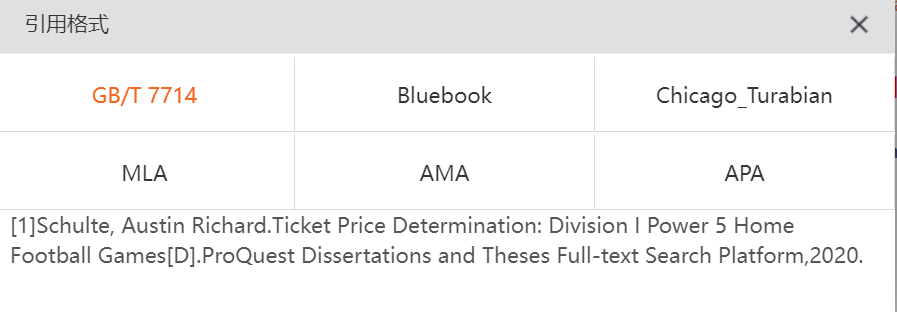 引用格式
GB/T 7714
Bluebook
Chicago_Turabian
MLA
AMA
APA
[1]Schulte, Austin Richard.Ticket Price Determination: Division I Power 5 Home
Football Games[D].ProQuest Dissertations and Theses Full-text Search Platform,2020.